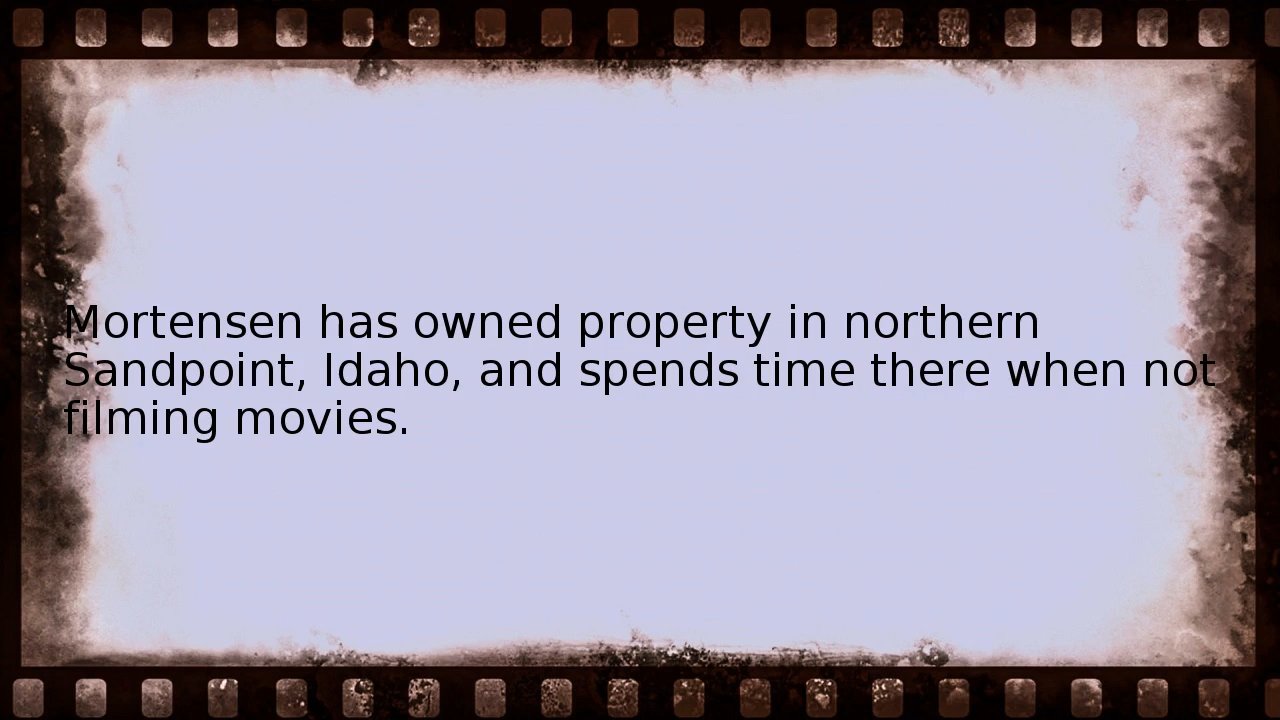 Mortensen has owned property in northern
Sandpoint, Idaho, and spends time there when not
filming movies.